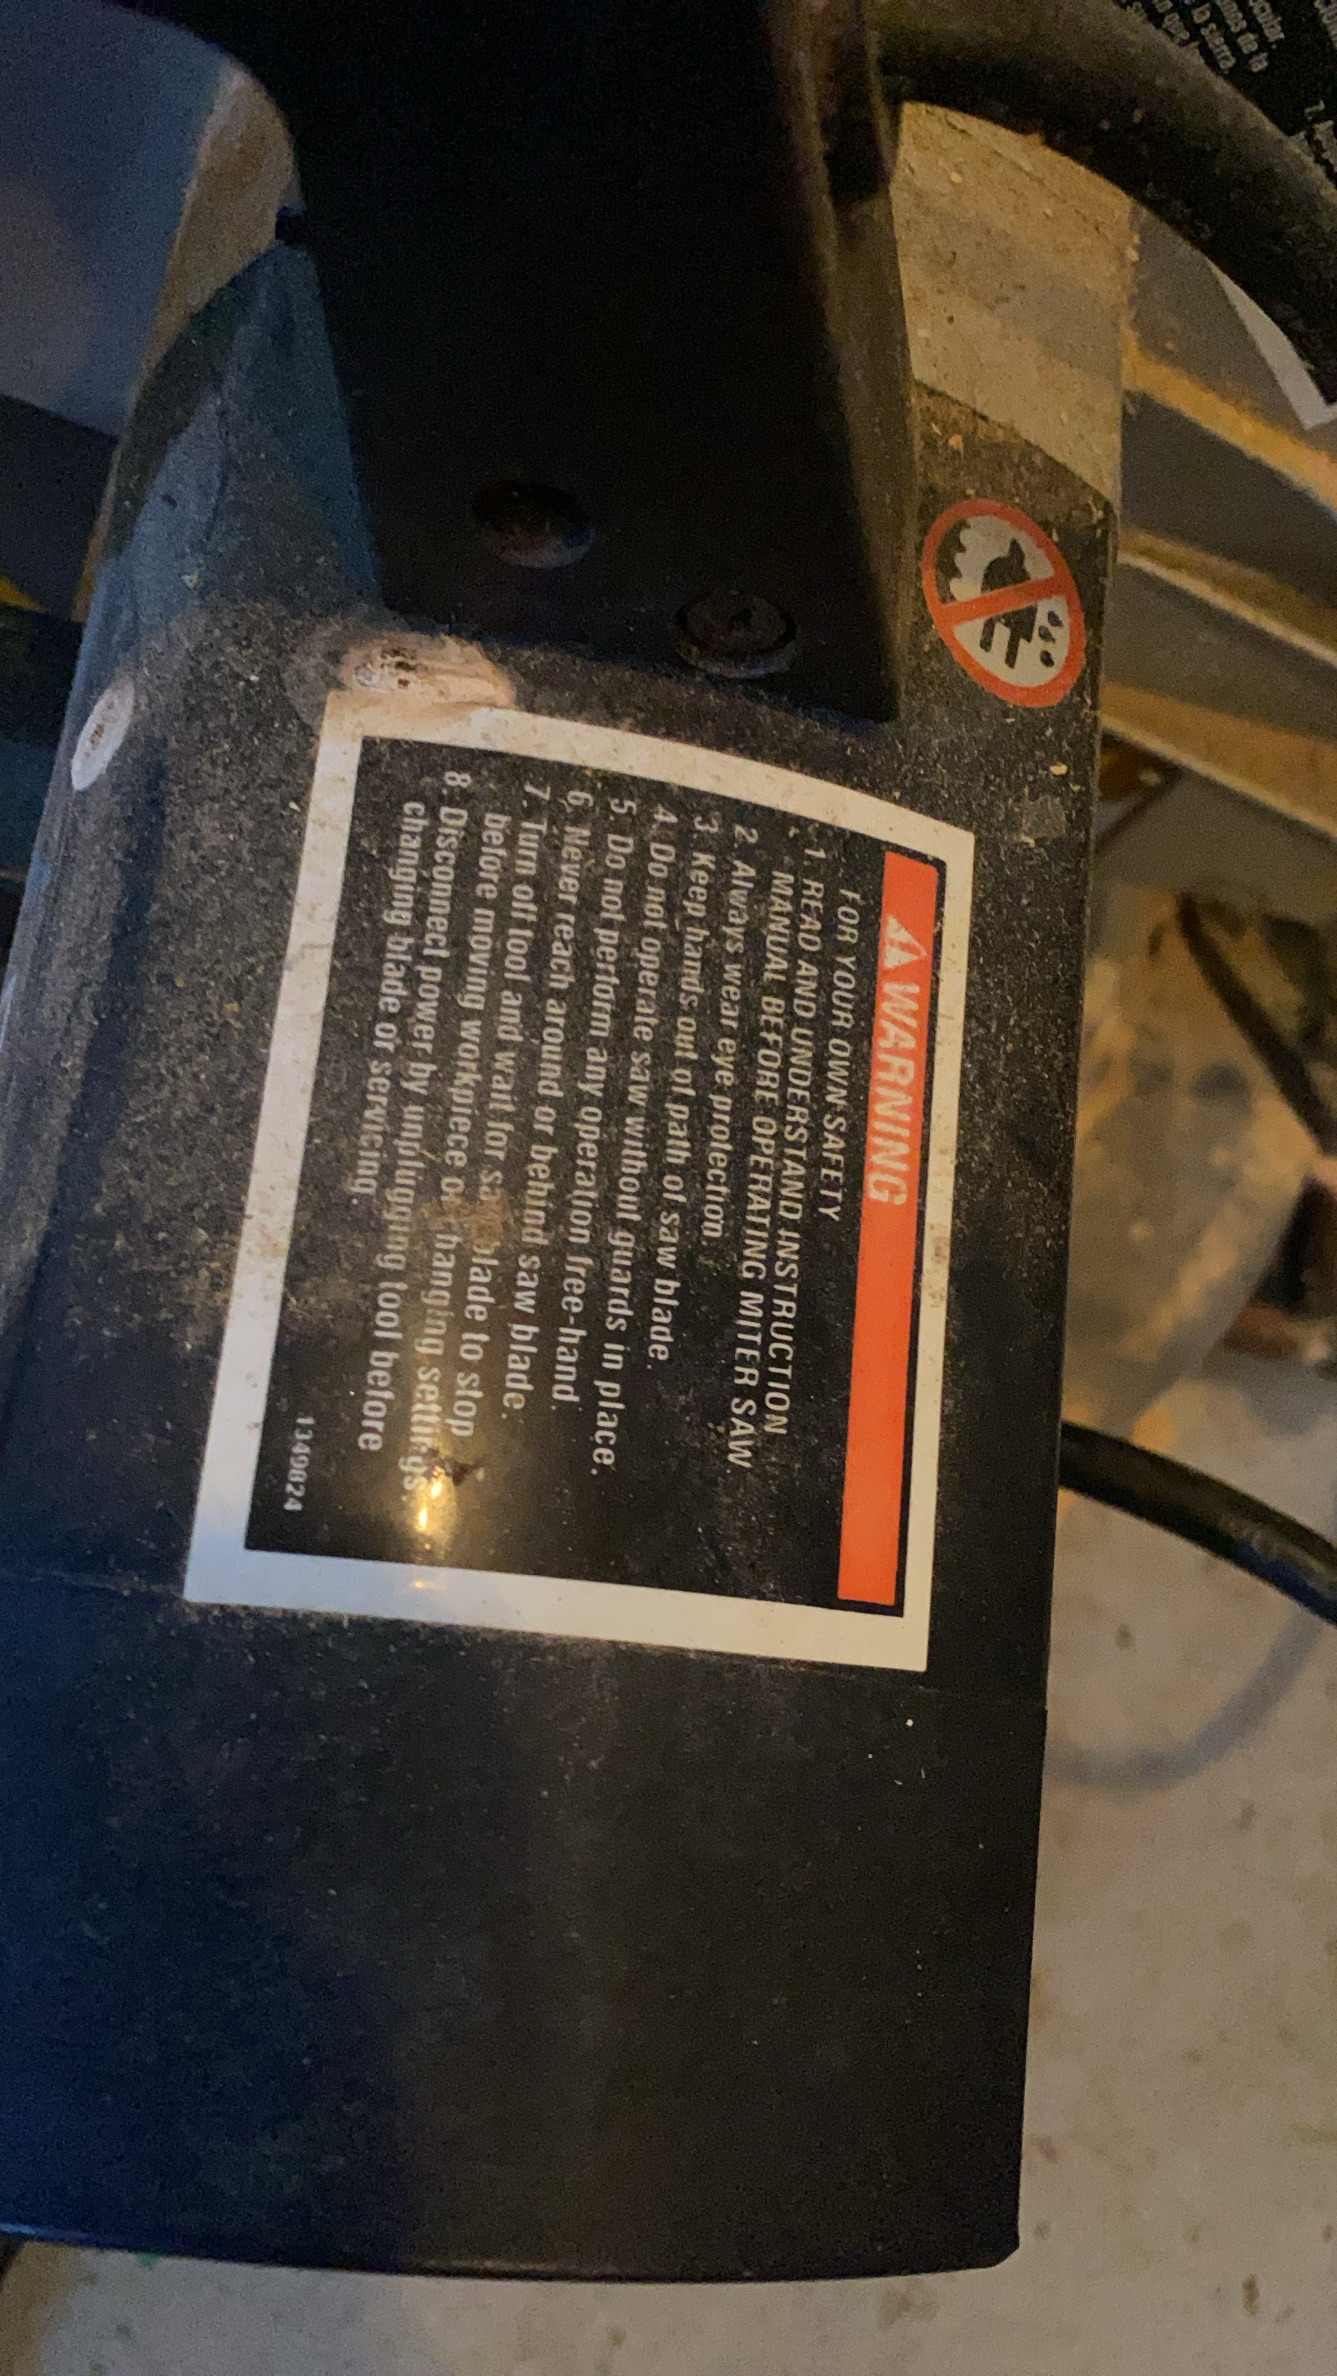 WARNING
FOR YOUR OWN SAFETY
1. READ AND UNDERSTAND INSTRUCTION
MANUAL BEFORE OPERATING MITER SAW.
2. Always wear eye protection.
3. Keep hands out of path of saw blade.
4. Do not operate saw without guards in place.
5. Do not perform any operation free-hand.
6. Never reach around or behind saw blade.
7. Turn off tool and wait for saw blade to stop
before moving workpiece or changing settings.
8. Disconnect power by unplugging tool before
changing blade or servicing.
1349824